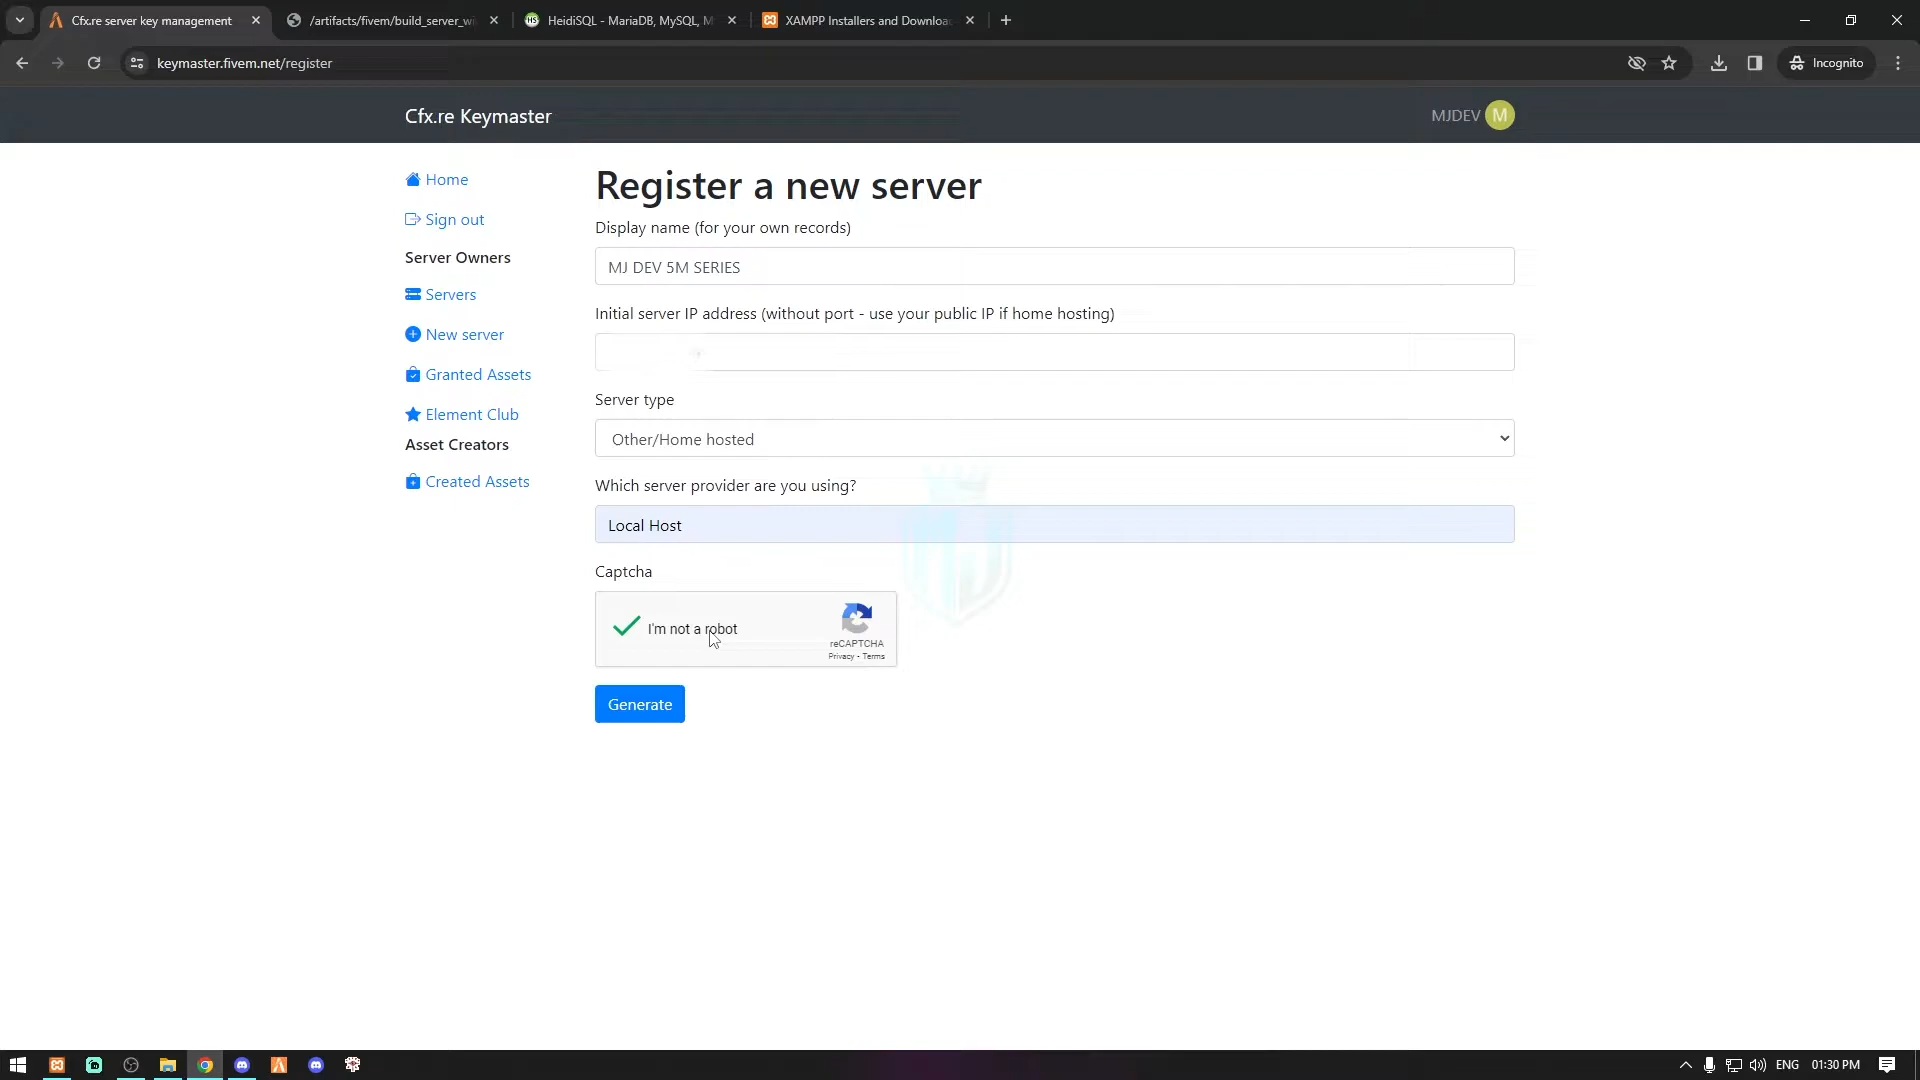 Cfx.re server key management
/artifacts/fivem/build_server_wi
HeidiSQL - MariaDB, MySQL, M
XAMPP Installers and Downloa
keymaster.fivem.net/register
Incognito
Cfx.re Keymaster
MJDEV
M
Home
Sign out
Server Owners
Servers
New server
Granted Assets
Element Club
Asset Creators
Created Assets
Register a new server
Display name (for your own records)
MJ DEV 5M SERIES
Initial server IP address (without port - use your public IP if home hosting)
Server type
Other/Home hosted
Which server provider are you using?
Local Host
Captcha
I'm not a robot
reCAPTCHA
Privacy - Terms
Generate
ENG
01:30 PM